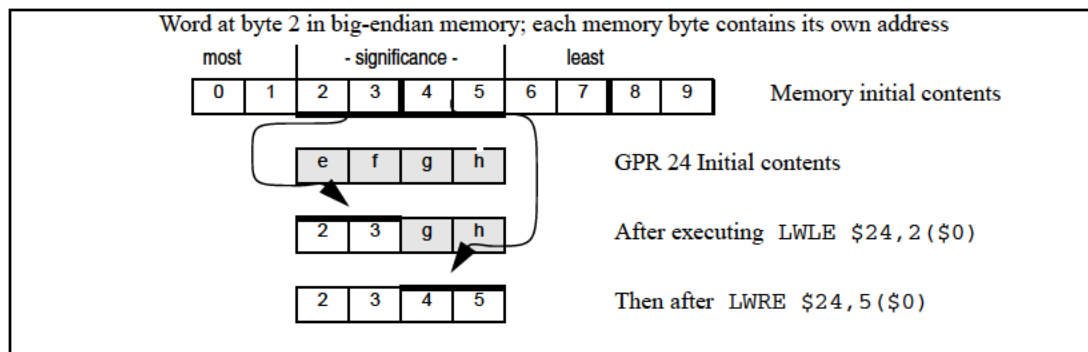 Word at byte 2 in big-endian memory; each memory byte contains its own address
most - significance - least
0 1 2 3 4 5 6 7 8 9 Memory initial contents
e f g h GPR 24 Initial contents
2 3 g h After executing LWLE $24,2($0)
2 3 4 5 Then after LWRE $24,5($0)